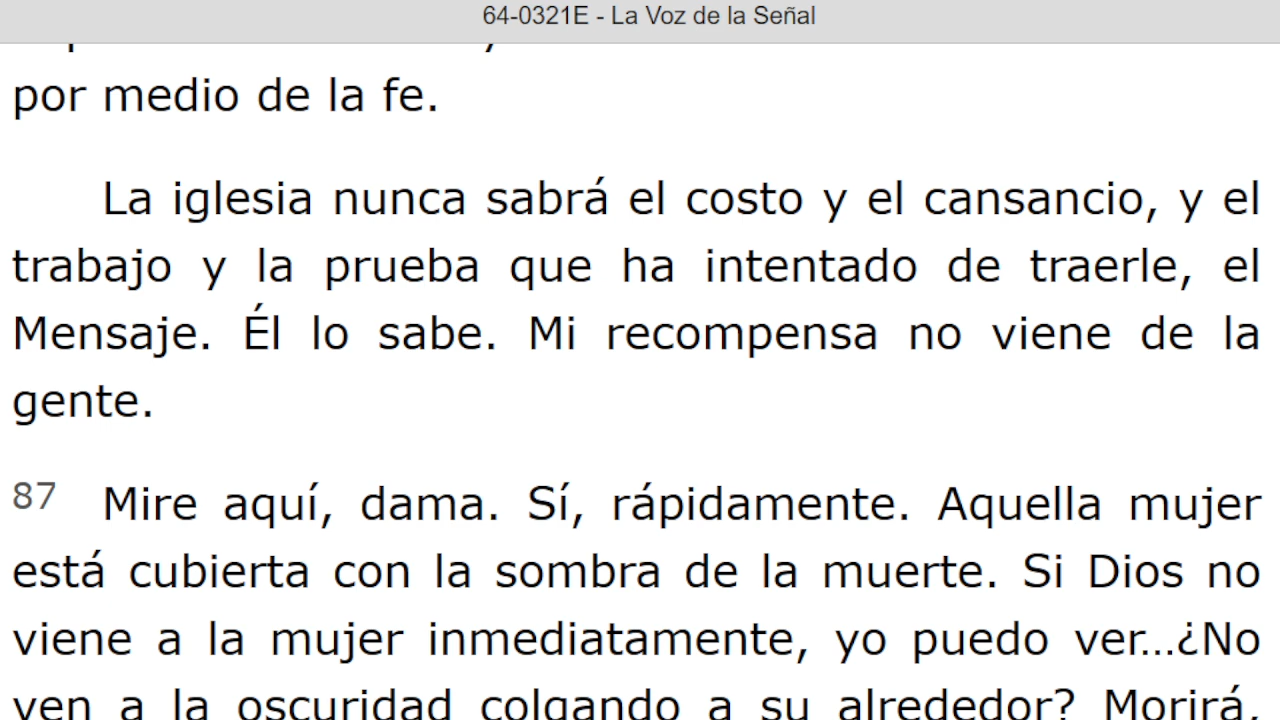 64-0321E - La Voz de la Señal
por medio de la fe.
La iglesia nunca sabrá el costo y el cansancio, y el
trabajo y la prueba que ha intentado de traerle, el
Mensaje. Él lo sabe. Mi recompensa no viene de la
gente.
87 Mire aquí, dama. Sí, rápidamente. Aquella mujer
está cubierta con la sombra de la muerte. Si Dios no
viene a la mujer inmediatamente, yo puedo ver...¿No
ven a la oscuridad colgando a su alrededor? Morirá,